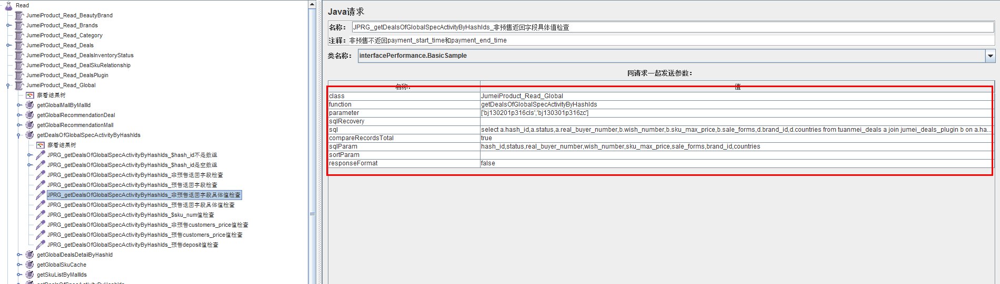 Read
JumeiProduct_Read_BeautyBrand
JumeiProduct_Read_Brands
JumeiProduct_Read_Category
JumeiProduct_Read_Deals
JumeiProduct_Read_DealsInventoryStatus
JumeiProduct_Read_DealSkuRelationship
JumeiProduct_Read_DealsPlugin
JumeiProduct_Read_Global
察看结果树
getGlobalMallByMallId
getGlobalRecommendationDeal
getGlobalRecommendationMall
getDealsOfGlobalSpecActivityByHashIds
察看结果树
JPRG_getDealsOfGlobalSpecActivityByHashIds_$hash_id不是数组
JPRG_getDealsOfGlobalSpecActivityByHashIds_$hash_id是空数组
JPRG_getDealsOfGlobalSpecActivityByHashIds_非预售返回字段检查
JPRG_getDealsOfGlobalSpecActivityByHashIds_预售返回字段检查
JPRG_getDealsOfGlobalSpecActivityByHashIds_非预售返回字段具体值检查
JPRG_getDealsOfGlobalSpecActivityByHashIds_预售返回字段具体值检查
JPRG_getDealsOfGlobalSpecActivityByHashIds_$sku_num值检查
JPRG_getDealsOfGlobalSpecActivityByHashIds_非预售customers_price值检查
JPRG_getDealsOfGlobalSpecActivityByHashIds_预售customers_price值检查
JPRG_getDealsOfGlobalSpecActivityByHashIds_预售deposit值检查
getGlobalDealsDetailByHashId
getGlobalSkuCache
getSkuListByMallIds
getDealsOfSpecActivityByHashIds
Java请求
名称： JPRG_getDealsOfGlobalSpecActivityByHashIds_非预售返回字段具体值检查
注释：非预售不返回payment_start_time和payment_end_time
类名称： interfacePerformance.BasicSample
同请求一起发送参数：
名称： 值
class JumeiProduct_Read_Global
function getDealsOfGlobalSpecActivityByHashIds
parameter ['bj130201p316cls','bj130301p316zc']
sqlRecovery
sql select a.hash_id,a.status,a.real_buyer_number,b.wish_number,b.sku_max_price,b.sale_forms,d.brand_id,d.countries from tuanmei_deals a join jumei_deals_plugin b on a.ha...
compareRecordsTotal true
sqlParam hash_id,status,real_buyer_number,wish_number,sku_max_price,sale_forms,brand_id,countries
sortParam
responseFormat false